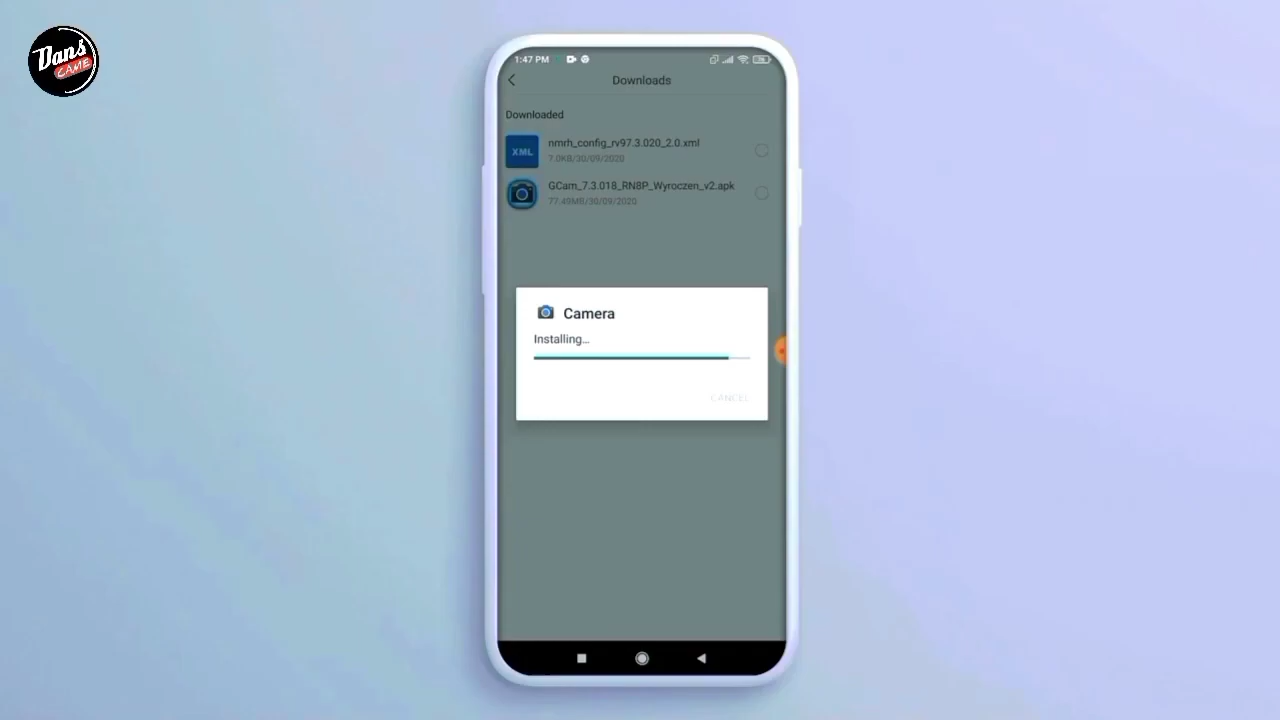 Dans
GAME
1:47 PM
Downloads
Downloaded
XML
nmrh_config_rv97.3.020_2.0.xml
7.0KB/30/09/2020
GCam_7.3.018_RN8P_Wyroczen_v2.apk
77.49MB/30/09/2020
Camera
Installing...
CANCEL